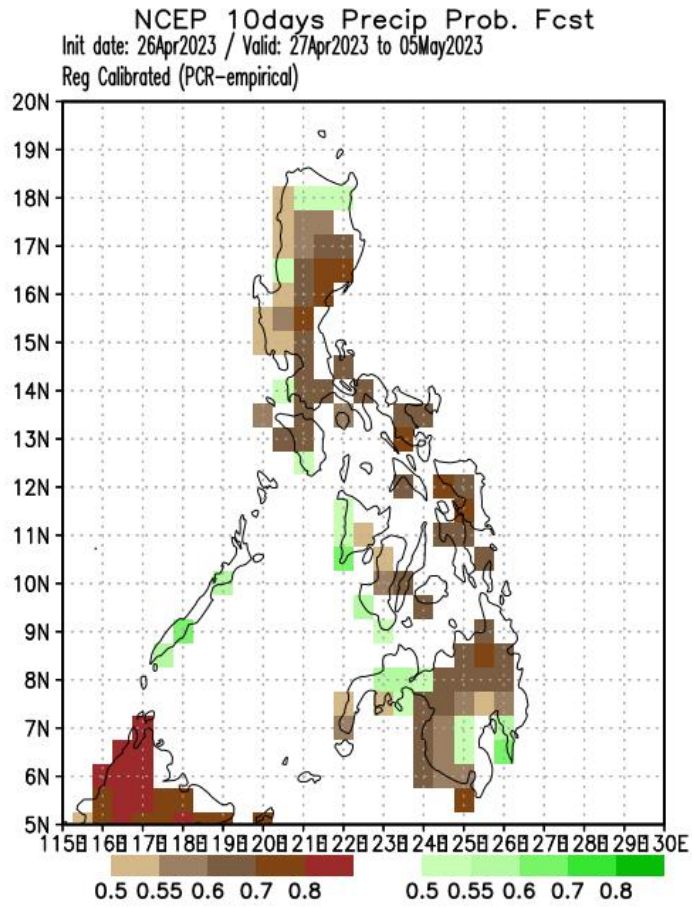 NCEP 10days Precip Prob. Fcst
Init date: 26Apr2023 / Valid: 27Apr2023 to 05May2023
Reg Calibrated (PCR-empirical)
20N
19N
18N
17N
16N
15N
14N
13N
12N
11N
10N
9N
8N
7N
6N
5N
115E 116E 117E 118E 119E 120E 121E 122E 123E 124E 125E 126E 127E 128E 129E 130E
0.5 0.55 0.6 0.7 0.8 0.5 0.55 0.6 0.7 0.8